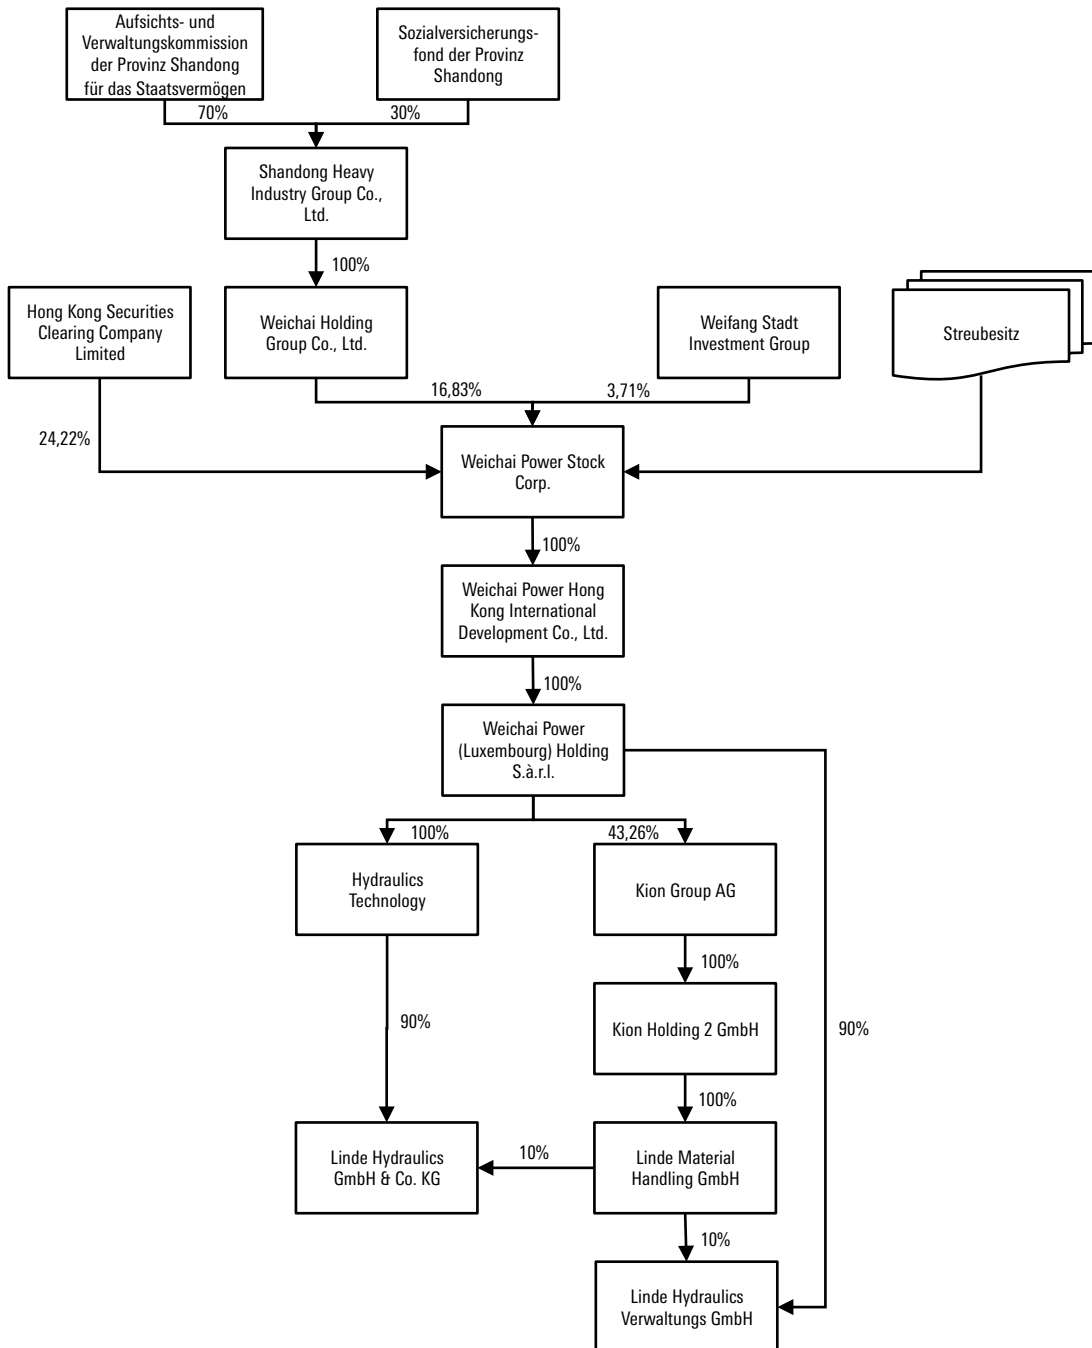 Aufsichts- und
Verwaltungskommission
der Provinz Shandong
für das Staatsvermögen
Sozialversicherungs-
fond der Provinz
Shandong
70%
30%
Shandong Heavy
Industry Group Co.,
Ltd.
100%
Hong Kong Securities
Clearing Company
Limited
Weichai Holding
Group Co., Ltd.
Weifang Stadt
Investment Group
Streubesitz
16,83%
3,71%
24,22%
Weichai Power Stock
Corp.
100%
Weichai Power Hong
Kong International
Development Co., Ltd.
100%
Weichai Power
(Luxembourg) Holding
S.à.r.l.
100%
43,26%
Hydraulics
Technology
Kion Group AG
100%
90%
Kion Holding 2 GmbH
90%
100%
Linde Hydraulics
GmbH & Co. KG
10%
Linde Material
Handling GmbH
10%
Linde Hydraulics
Verwaltungs GmbH